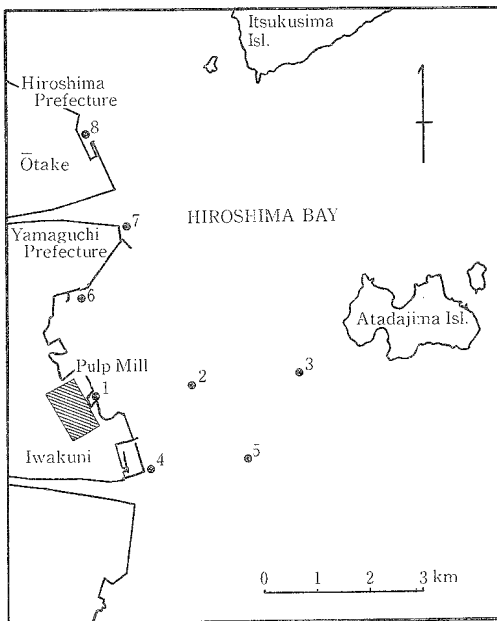 Itsukusima
Isl.
Hiroshima
Prefecture
8
Ōtake
7
HIROSHIMA BAY
Yamaguchi
Prefecture
6
Atadajima Isl.
Pulp Mill
3
2
1
Iwakuni
5
4
0 1 2 3 km